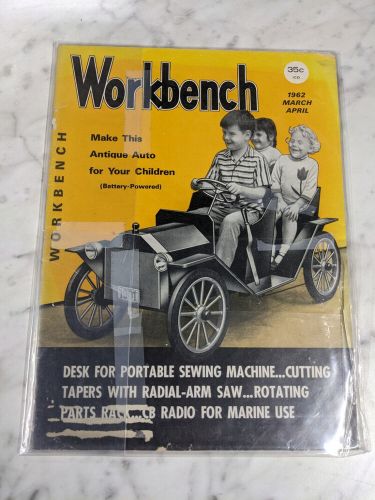 Workbench
35c
CD
1962
MARCH
APRIL
WORKBENCH
Make This
Antique Auto
for Your Children
(Battery-Powered)
DESK FOR PORTABLE SEWING MACHINE...CUTTING
TAPERS WITH RADIAL-ARM SAW...ROTATING
PARTS RACK...CB RADIO FOR MARINE USE